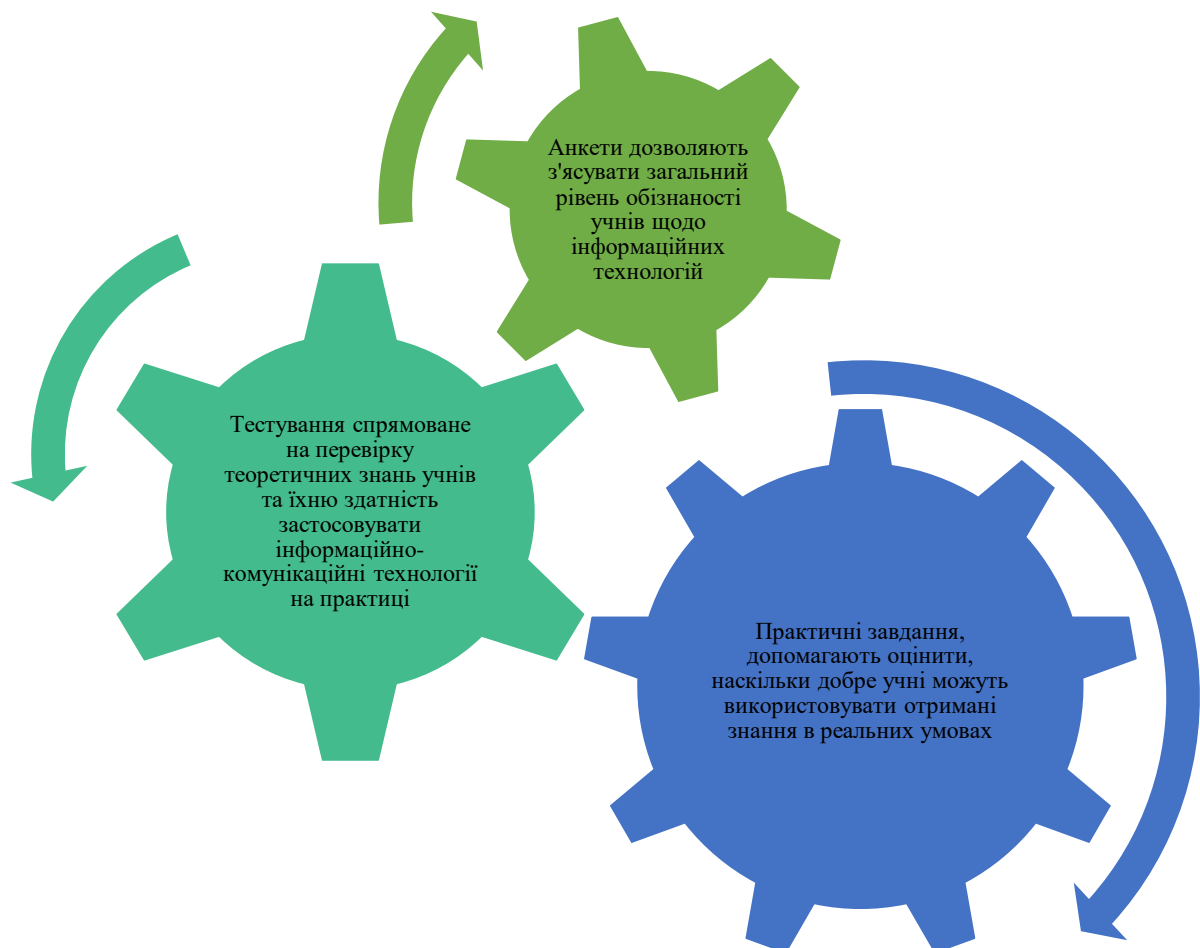 Анкети дозволяють
з'ясувати загальний
рівень обізнаності
учнів щодо
інформаційних
технологій
Тестування спрямоване
на перевірку
теоретичних знань учнів
та їхню здатність
застосовувати
інформаційно-
комунікаційні технології
на практиці
Практичні завдання,
допомагають оцінити,
наскільки добре учні можуть
використовувати отримані
знання в реальних умовах